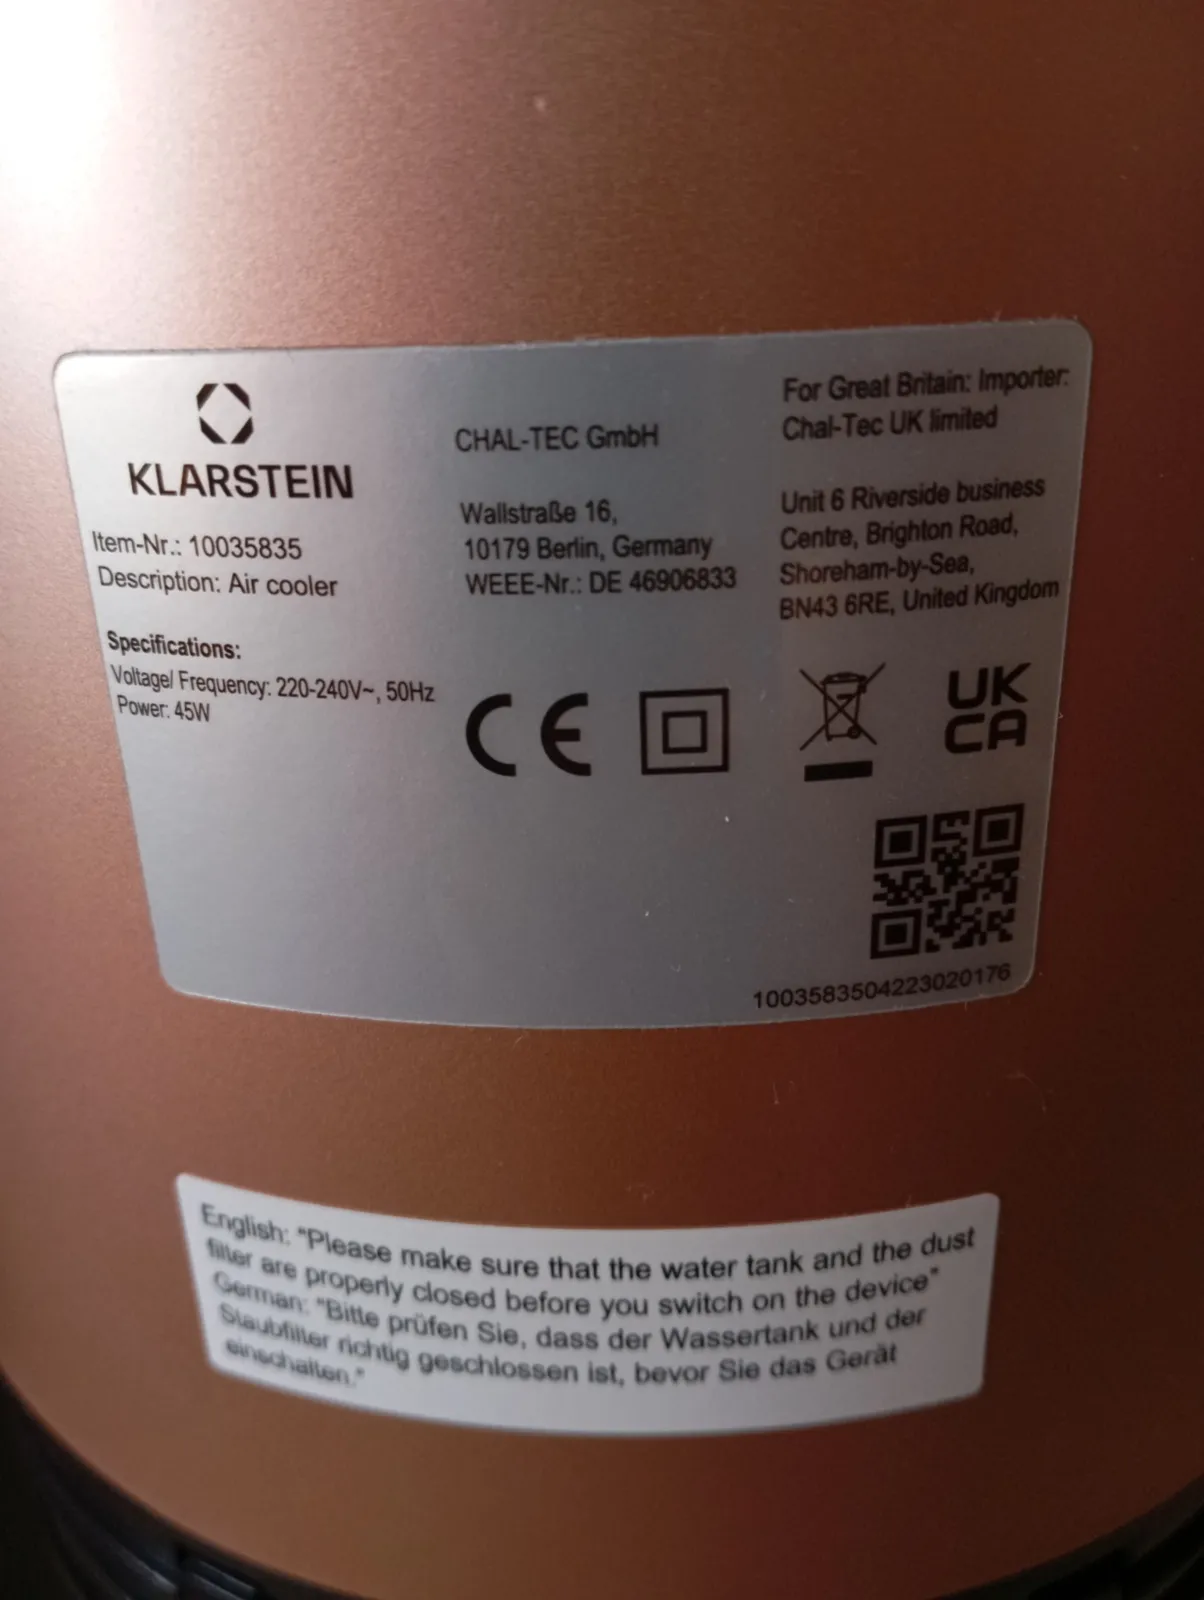 KLARSTEIN
Item-Nr.: 10035835
Description: Air cooler
Specifications:
Voltage/ Frequency: 220-240V~, 50Hz
Power: 45W
CHAL-TEC GmbH
Wallstraße 16,
10179 Berlin, Germany
WEEE-Nr.: DE 46906833
For Great Britain: Importer:
Chal-Tec UK limited
Unit 6 Riverside business
Centre, Brighton Road,
Shoreham-by-Sea,
BN43 6RE, United Kingdom
CE
UK
CA
1003583504223020176
English: "Please make sure that the water tank and the dust
filter are properly closed before you switch on the device"
German: "Bitte prüfen Sie, dass der Wassertank und der
Staubfilter richtig geschlossen ist, bevor Sie das Gerät
einschalten."